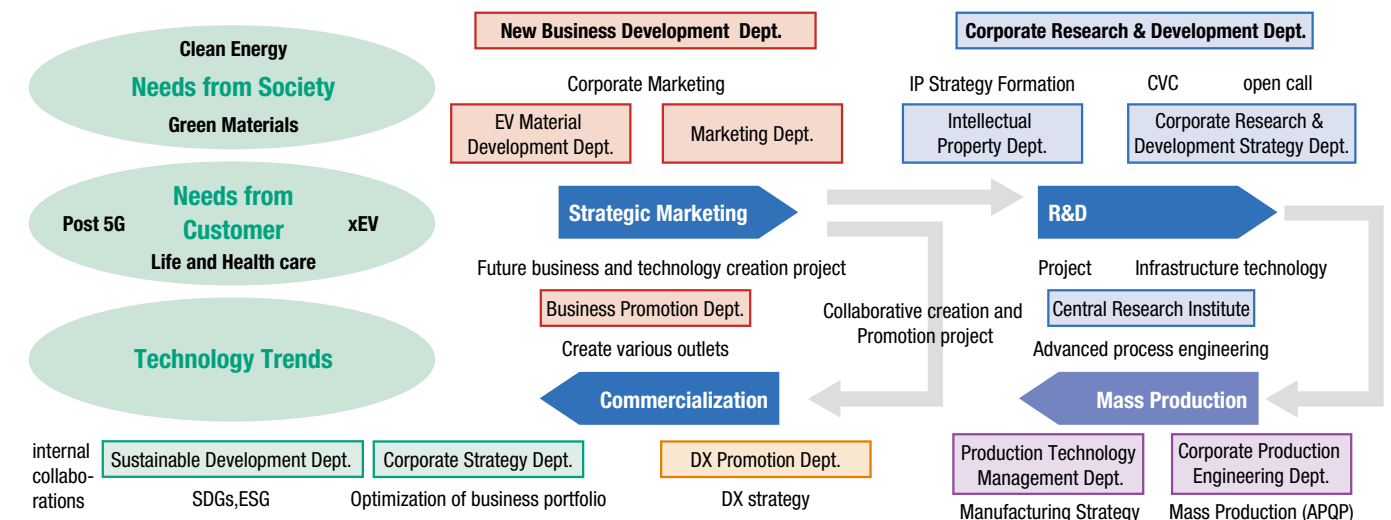 Clean Energy
Needs from Society
Green Materials
Needs from
Customer
Post 5G
xEV
Life and Health care
Technology Trends
New Business Development Dept.
Corporate Marketing
EV Material
Development Dept.
Marketing Dept.
Strategic Marketing
Future business and technology creation project
Business Promotion Dept.
Create various outlets
Commercialization
Collaborative creation and
Promotion project
Corporate Research & Development Dept.
IP Strategy Formation
CVC
open call
Intellectual
Property Dept.
Corporate Research &
Development Strategy Dept.
R&D
Project
Infrastructure technology
Central Research Institute
Advanced process engineering
Mass Production
internal
collabo-
rations
Sustainable Development Dept.
SDGs,ESG
Corporate Strategy Dept.
Optimization of business portfolio
DX Promotion Dept.
DX strategy
Production Technology
Management Dept.
Manufacturing Strategy
Corporate Production
Engineering Dept.
Mass Production (APQP)